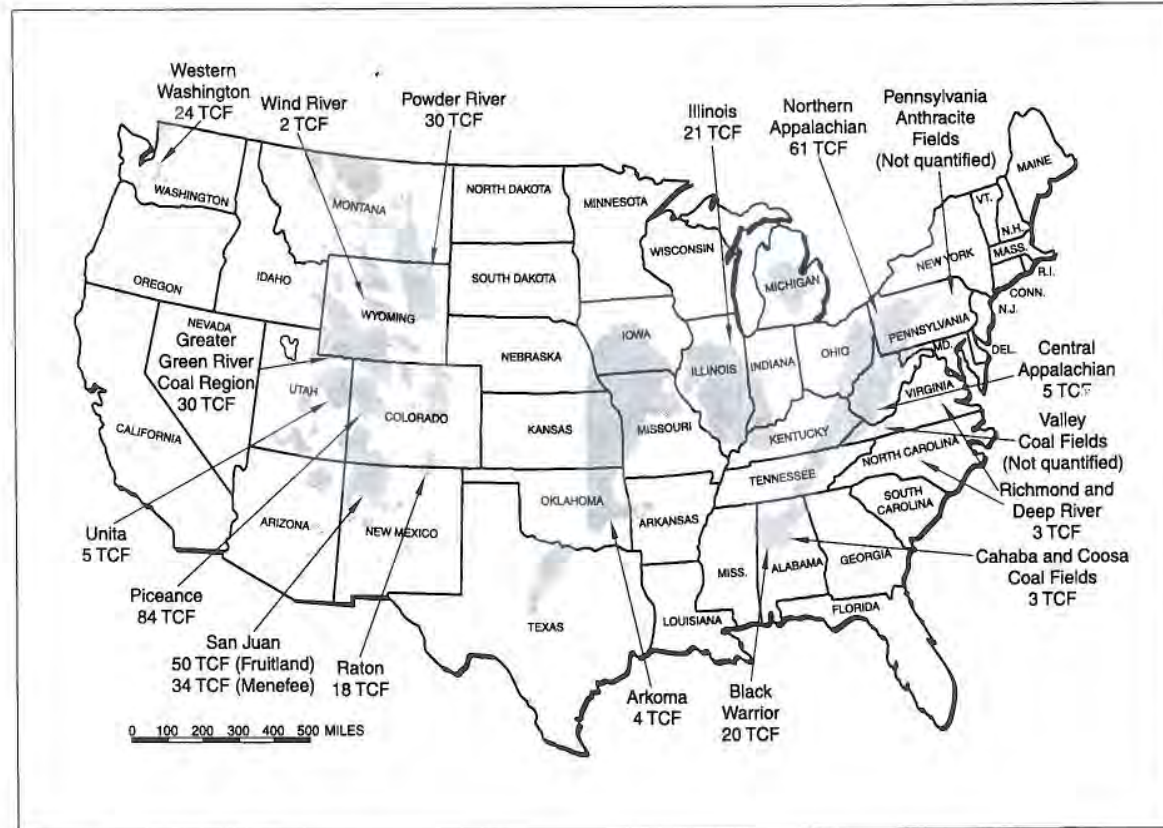 Western
Washington
24 TCF
Wind River
2 TCF
Powder River
30 TCF
Illinois
21 TCF
Northern
Appalachian
61 TCF
Pennsylvania
Anthracite
Fields
(Not quantified)
WASHINGTON
MONTANA
NORTH DAKOTA
MINNESOTA
MAINE
VT.
N.H.
MASS.
R.I.
CONN.
N.J.
NEW YORK
WISCONSIN
MICHIGAN
OREGON
IDAHO
SOUTH DAKOTA
WYOMING
NEVADA
Greater
Green River
Coal Region
30 TCF
NEBRASKA
IOWA
ILLINOIS
INDIANA
OHIO
PENNSYLVANIA
MD.
DEL.
Central
Appalachian
5 TCF
UTAH
COLORADO
KANSAS
MISSOURI
KENTUCKY
VIRGINIA
Valley
Coal Fields
(Not quantified)
CALIFORNIA
TENNESSEE
NORTH CAROLINA
Richmond and
Deep River
3 TCF
ARIZONA
NEW MEXICO
OKLAHOMA
ARKANSAS
SOUTH
CAROLINA
MISS.
ALABAMA
GEORGIA
Cahaba and Coosa
Coal Fields
3 TCF
Unita
5 TCF
Piceance
84 TCF
TEXAS
LOUISIANA
FLORIDA
San Juan
50 TCF (Fruitland)
34 TCF (Menefee)
Raton
18 TCF
Arkoma
4 TCF
Black
Warrior
20 TCF
0 100 200 300 400 500 MILES